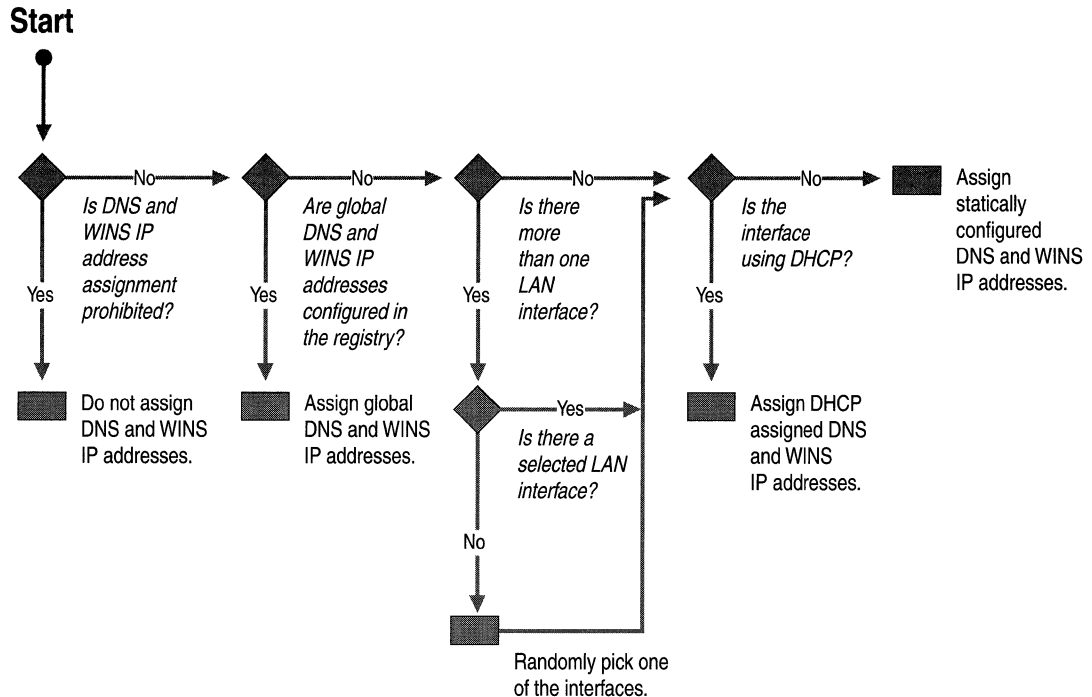 Start
No
Is DNS and
WINS IP
address
assignment
prohibited?
Yes
Do not assign
DNS and WINS
IP addresses.
No
Are global
DNS and
WINS IP
addresses
configured in
the registry?
Yes
Assign global
DNS and WINS
IP addresses.
No
Is there
more
than one
LAN
interface?
Yes
Yes
Is there a
selected LAN
interface?
No
Randomly pick one
of the interfaces.
No
Is the
interface
using DHCP?
Yes
Assign DHCP
assigned DNS
and WINS
IP addresses.
Assign
statically
configured
DNS and WINS
IP addresses.